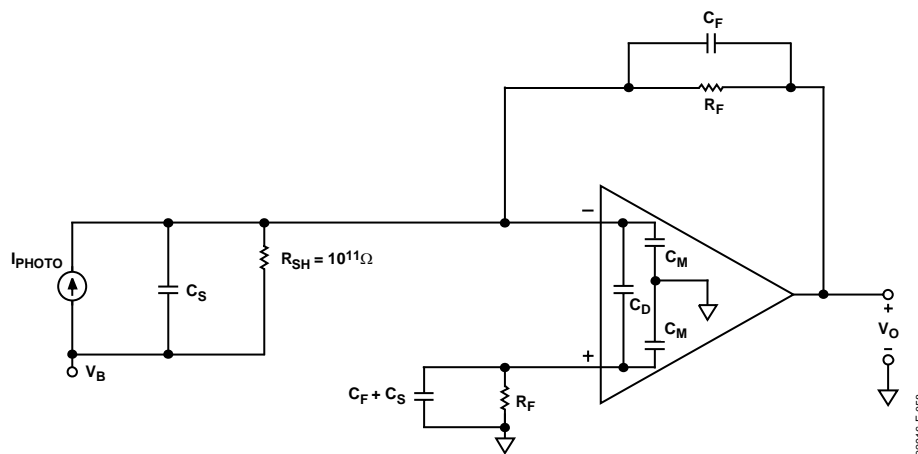 C_F
R_F
−
I_PHOTO
R_SH = 10^11Ω
C_S
C_M
C_D
C_M
+
V_O
−
V_B
+
C_F + C_S
R_F